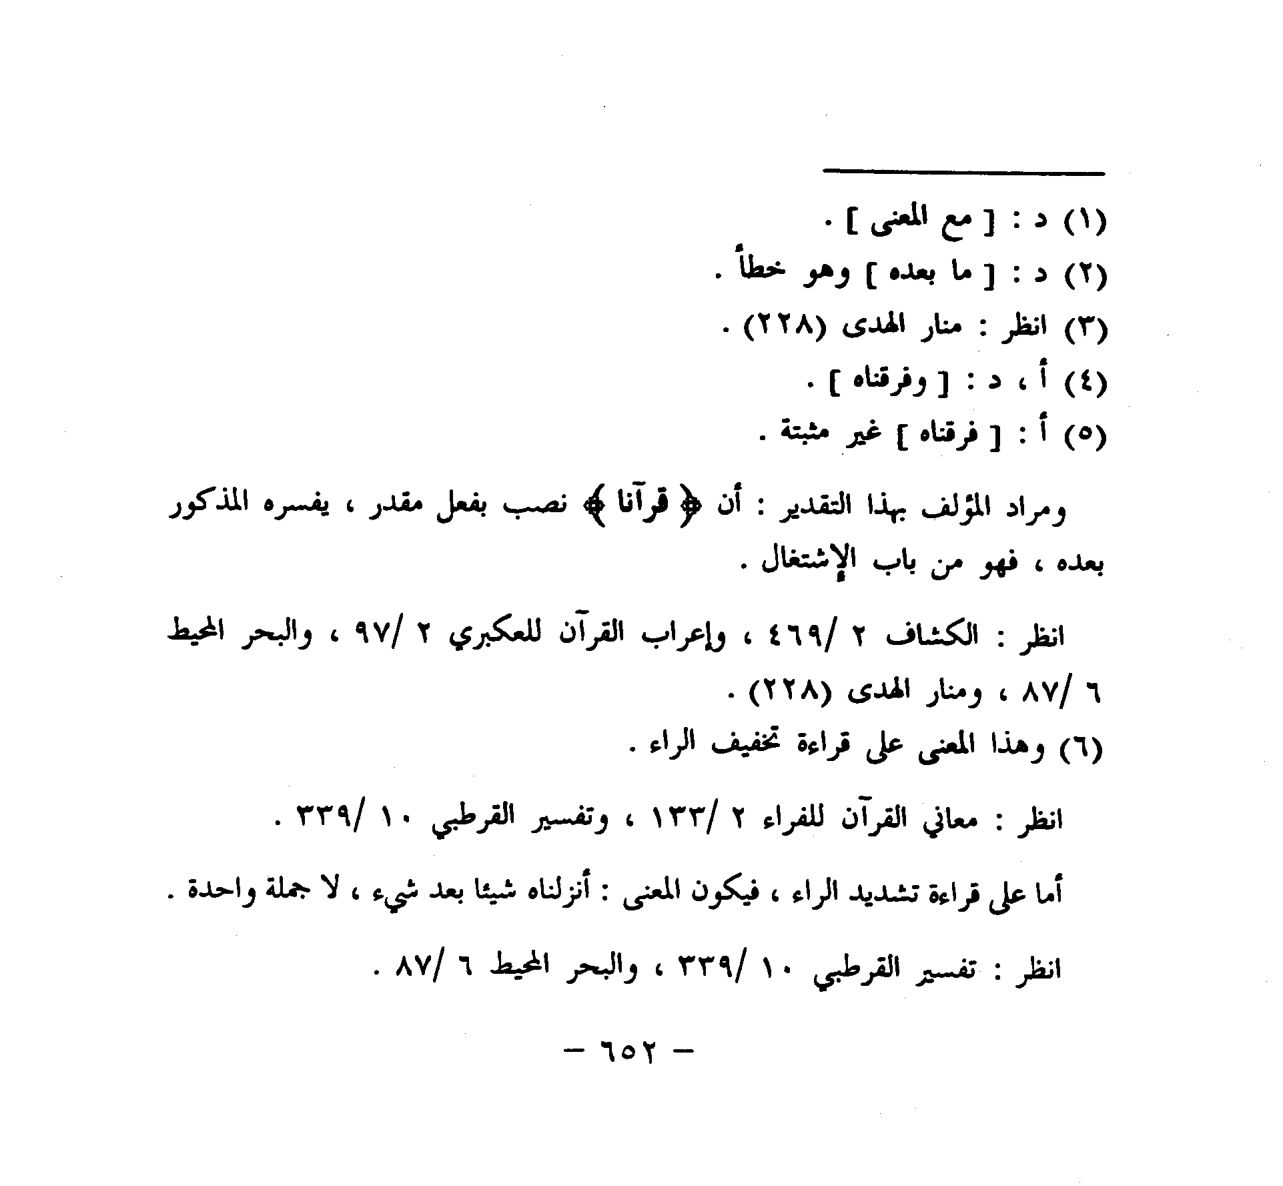 (١) د : [ مع المعنى ] .
(٢) د : [ ما بعده ] وهو خطأ .
(٣) انظر : منار الهدى (٢٢٨) .
(٤) أ ، د : [ وفرقناه ] .
(٥) أ : [ فرقناه ] غير مثبتة .
ومراد المؤلف بهذا التقدير : أن ﴿ قرآنا ﴾ نصب بفعل مقدر ، يفسره المذكور
بعده ، فهو من باب الإشتغال .
انظر : الكشاف ٢ /٤٦٩ ، وإعراب القرآن للعكبري ٢ /٩٧ ، والبحر المحيط
٦ /٨٧ ، ومنار الهدى (٢٢٨) .
(٦) وهذا المعنى على قراءة تخفيف الراء .
انظر : معاني القرآن للفراء ٢ /١٣٣ ، وتفسير القرطبي ١٠ /٣٣٩ .
أما على قراءة تشديد الراء ، فيكون المعنى : أنزلناه شيئا بعد شيء ، لا جملة واحدة .
انظر : تفسير القرطبي ١٠ /٣٣٩ ، والبحر المحيط ٦ /٨٧ .
– ٦٥٢ –